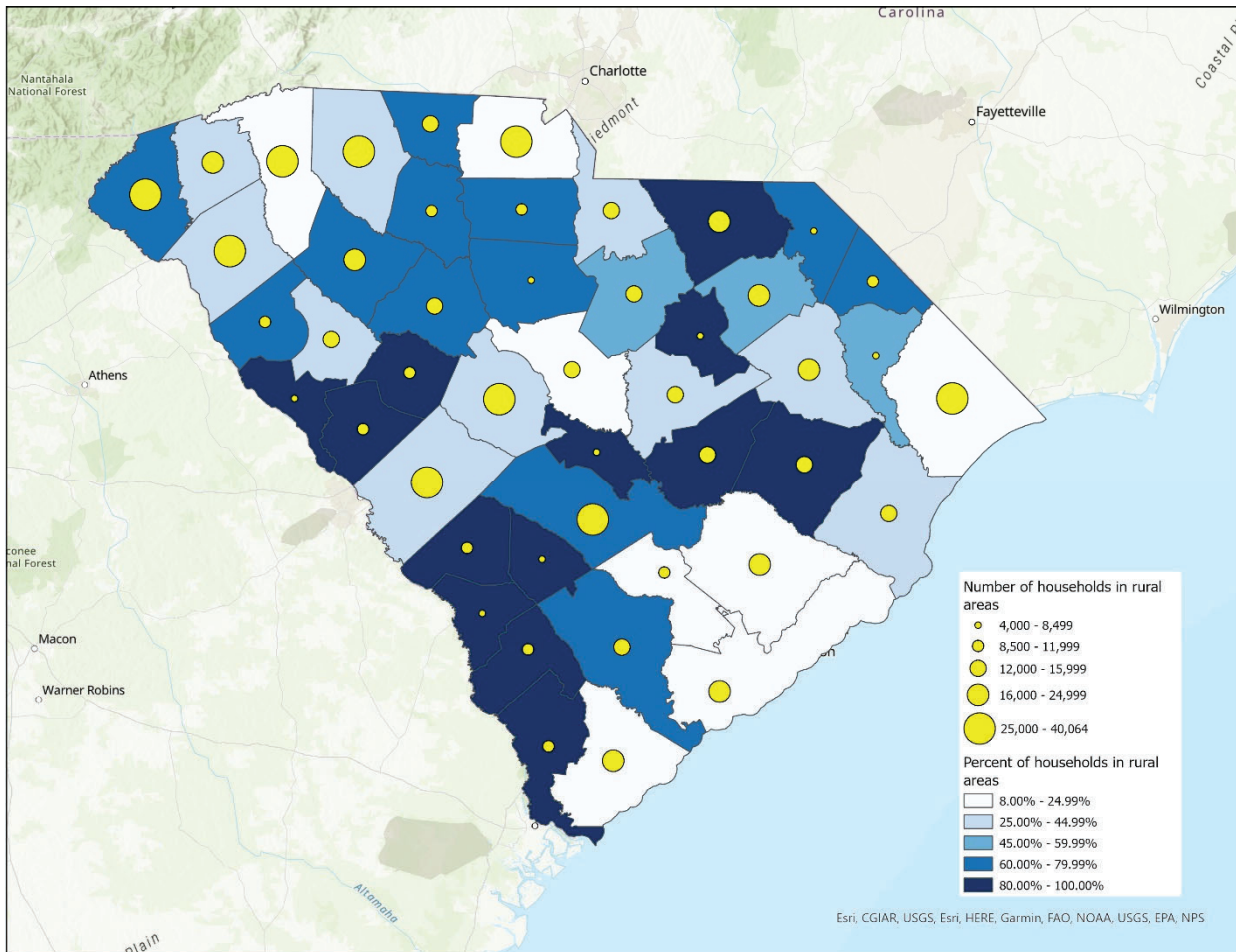 Carolina
Coastal
Nantahala
National Forest
Charlotte
Piedmont
Fayetteville
Wilmington
Athens
Macon
Warner Robins
Altamaha
Plain
Number of households in rural
areas
4,000 - 8,499
8,500 - 11,999
12,000 - 15,999
16,000 - 24,999
25,000 - 40,064
Percent of households in rural
areas
8.00% - 24.99%
25.00% - 44.99%
45.00% - 59.99%
60.00% - 79.99%
80.00% - 100.00%
Esri, CGIAR, USGS, Esri, HERE, Garmin, FAO, NOAA, USGS, EPA, NPS